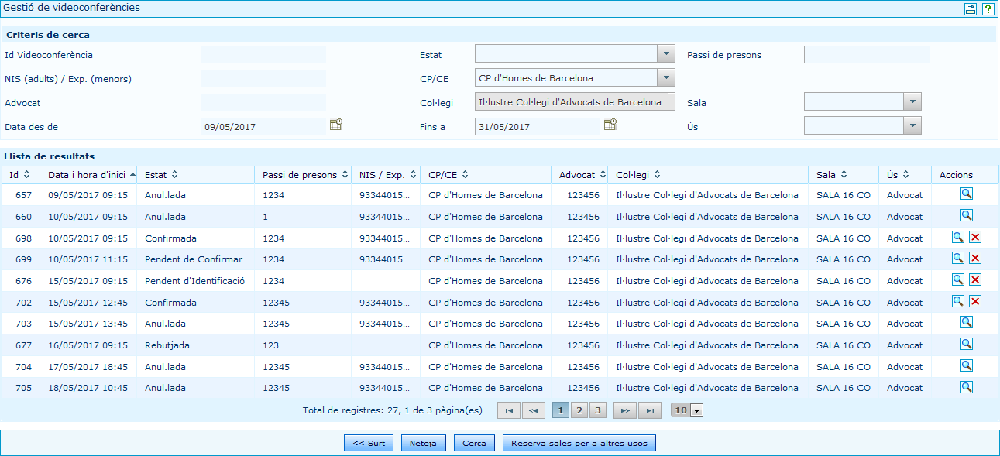 Gestió de videoconferències
?
Criteris de cerca
Id Videoconferència Estat Passi de presons
NIS (adults) / Exp. (menors) CP/CE CP d'Homes de Barcelona
Advocat Col·legi Il·lustre Col·legi d'Advocats de Barcelona Sala
Data des de 09/05/2017 Fins a 31/05/2017 Ús
Llista de resultats
Id Data i hora d'inici Estat Passi de presons NIS / Exp. CP/CE Advocat Col·legi Sala Ús Accions
657 09/05/2017 09:15 Anul.lada 1234 93344015... CP d'Homes de Barcelona 123456 Il·lustre Col·legi d'Advocats de Barcelona SALA 16 CO Advocat
660 10/05/2017 09:15 Anul.lada 1 93344015... CP d'Homes de Barcelona 123456 Il·lustre Col·legi d'Advocats de Barcelona SALA 16 CO Advocat
698 10/05/2017 09:15 Confirmada 1234 93344015... CP d'Homes de Barcelona 123456 Il·lustre Col·legi d'Advocats de Barcelona SALA 16 CO Advocat
699 10/05/2017 11:15 Pendent de Confirmar 1234 93344015... CP d'Homes de Barcelona 123456 Il·lustre Col·legi d'Advocats de Barcelona SALA 16 CO Advocat
676 15/05/2017 09:15 Pendent d'Identificació 1234 CP d'Homes de Barcelona 123456 Il·lustre Col·legi d'Advocats de Barcelona SALA 16 CO Advocat
702 15/05/2017 12:45 Confirmada 12345 93344015... CP d'Homes de Barcelona 123456 Il·lustre Col·legi d'Advocats de Barcelona SALA 16 CO Advocat
703 15/05/2017 13:45 Anul.lada 12345 93344015... CP d'Homes de Barcelona 123456 Il·lustre Col·legi d'Advocats de Barcelona SALA 16 CO Advocat
677 16/05/2017 09:15 Rebutjada 123 CP d'Homes de Barcelona 123456 Il·lustre Col·legi d'Advocats de Barcelona SALA 16 CO Advocat
704 17/05/2017 18:45 Anul.lada 12345 93344015... CP d'Homes de Barcelona 123456 Il·lustre Col·legi d'Advocats de Barcelona SALA 16 CO Advocat
705 18/05/2017 10:45 Anul.lada 12345 93344015... CP d'Homes de Barcelona 123456 Il·lustre Col·legi d'Advocats de Barcelona SALA 16 CO Advocat
Total de registres: 27, 1 de 3 pàgina(es) 1 2 3 10
<< Surt Neteja Cerca Reserva sales per a altres usos